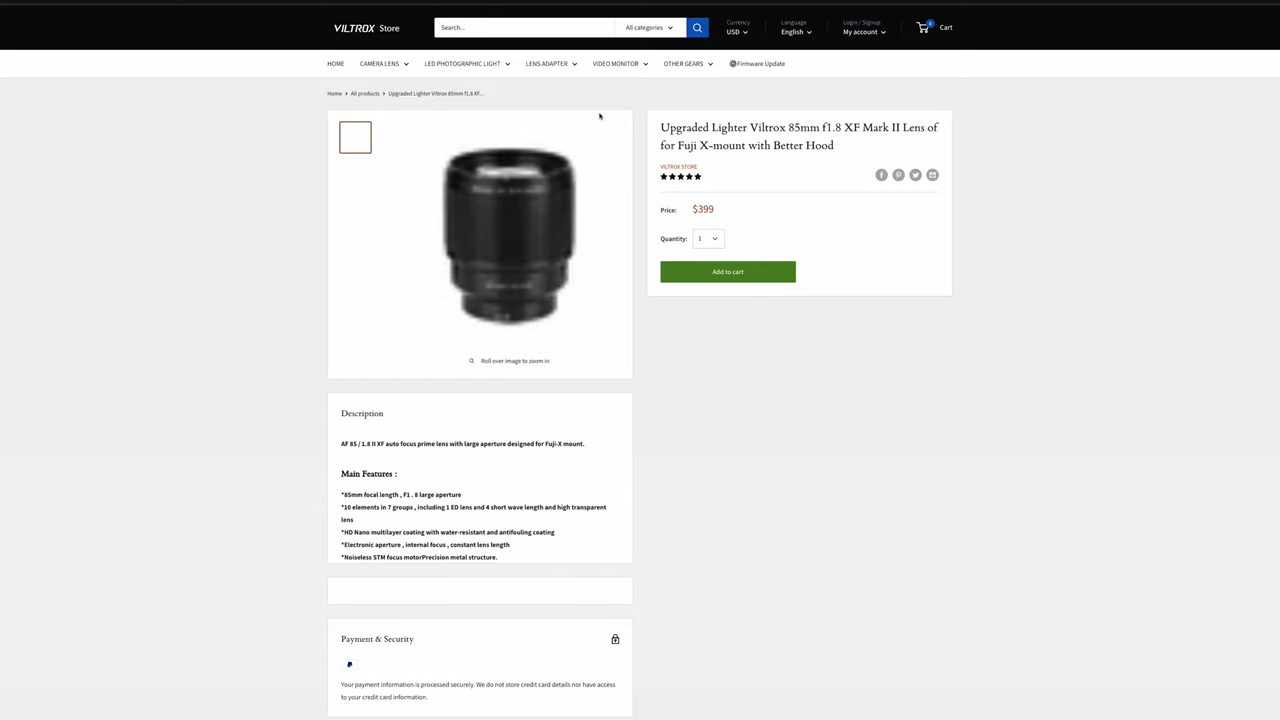 VILTROX Store
Search...
All categories
Currency
USD
Language
English
Login / Signup
My account
0
Cart
HOME
CAMERA LENS
LED PHOTOGRAPHIC LIGHT
LENS ADAPTER
VIDEO MONITOR
OTHER GEARS
Firmware Update
Home > All products > Upgraded Lighter Viltrox 85mm f1.8 XF...
Roll over image to zoom in
Upgraded Lighter Viltrox 85mm f1.8 XF Mark II Lens of
for Fuji X-mount with Better Hood
VILTROX STORE
Price: $399
Quantity: 1
Add to cart
Description
AF 85 / 1.8 II XF auto focus prime lens with large aperture designed for Fuji-X mount.
Main Features :
*85mm focal length , F1 . 8 large aperture
*10 elements in 7 groups , including 1 ED lens and 4 short wave length and high transparent
lens
*HD Nano multilayer coating with water-resistant and antifouling coating
*Electronic aperture , internal focus , constant lens length
*Noiseless STM focus motorPrecision metal structure.
Payment & Security
Your payment information is processed securely. We do not store credit card details nor have access
to your credit card information.